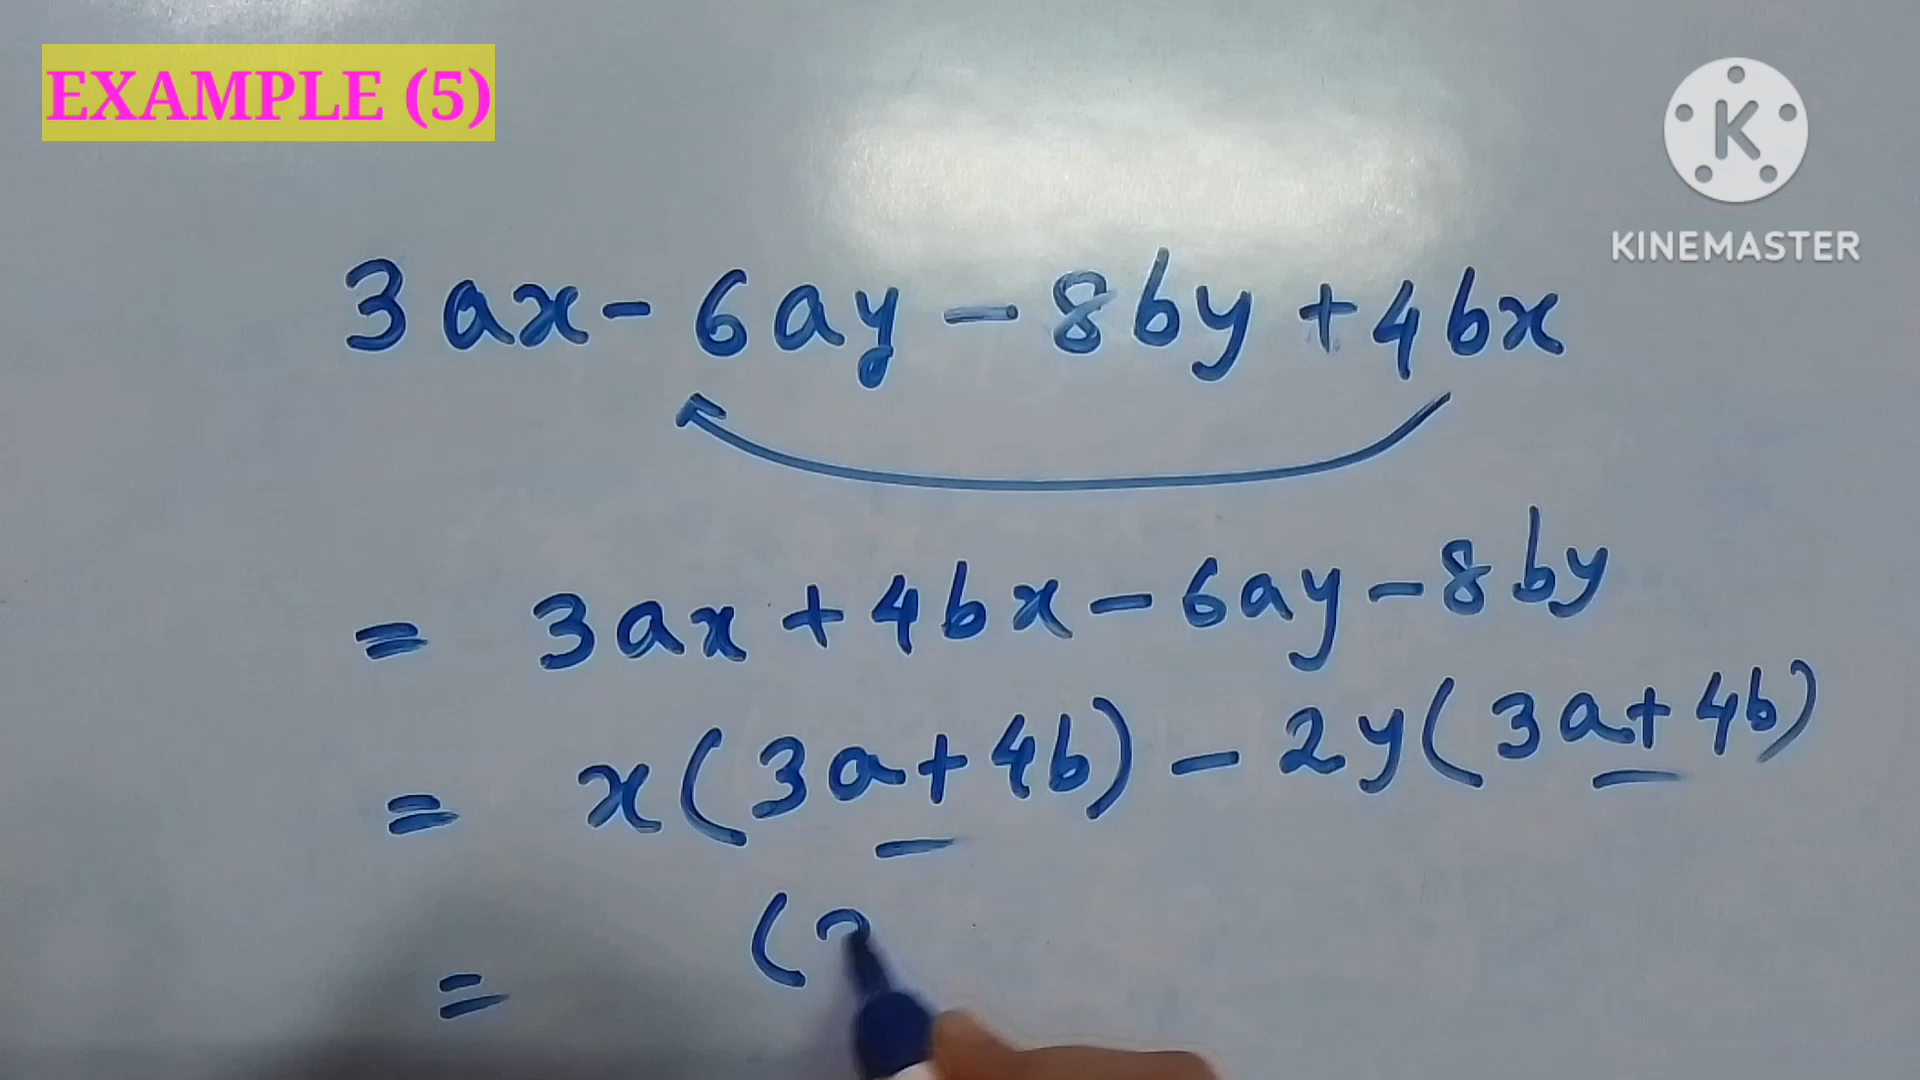 EXAMPLE (5)
KINEMASTER
3ax - 6ay - 8by + 4bx
= 3ax + 4bx - 6ay - 8by
= x(3a + 4b) - 2y(3a + 4b)
= (